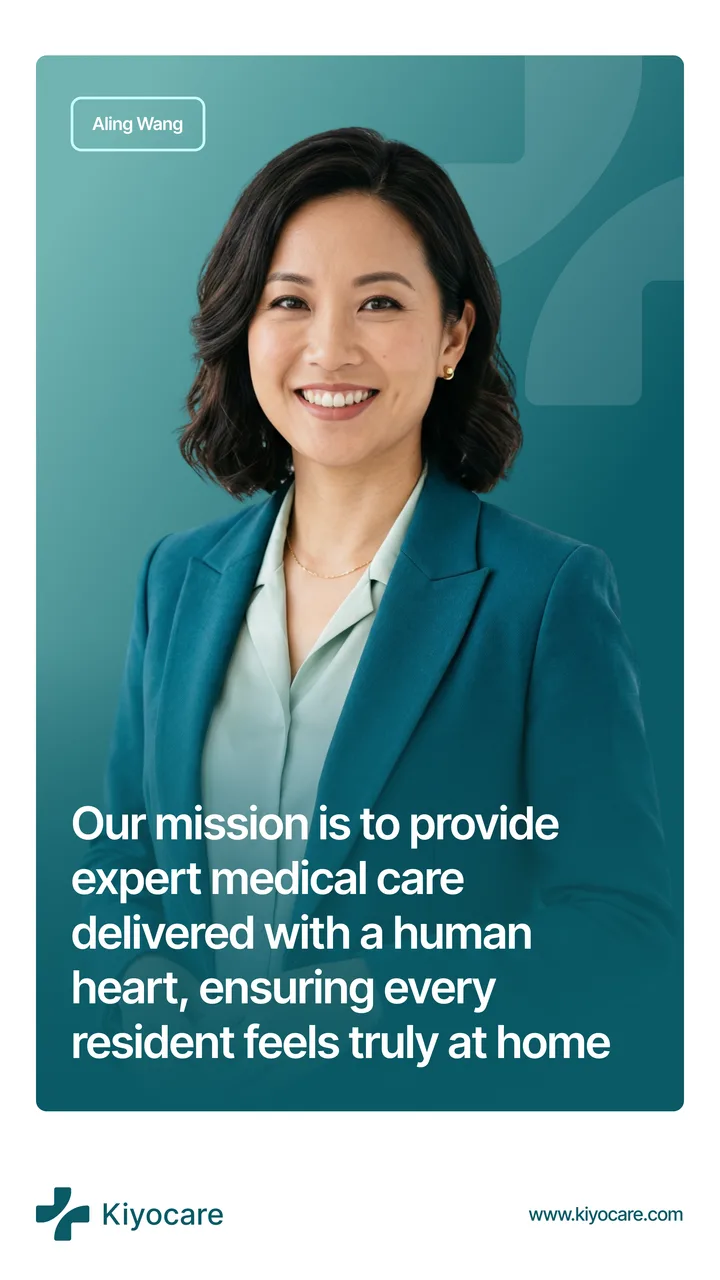 Aling Wang
Our mission is to provide
expert medical care
delivered with a human
heart, ensuring every
resident feels truly at home
Kiyocare
www.kiyocare.com